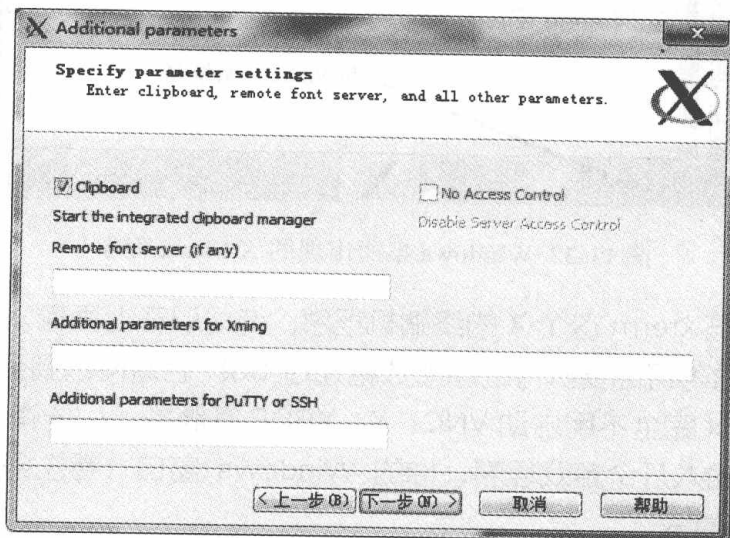 Additional parameters
Specify parameter settings
Enter clipboard, remote font server, and all other parameters.
Clipboard
No Access Control
Start the integrated clipboard manager
Disable Server Access Control
Remote font server (if any)
Additional parameters for Xming
Additional parameters for PuTTY or SSH
< 上一步(B)
下一步(N) >
取消
帮助